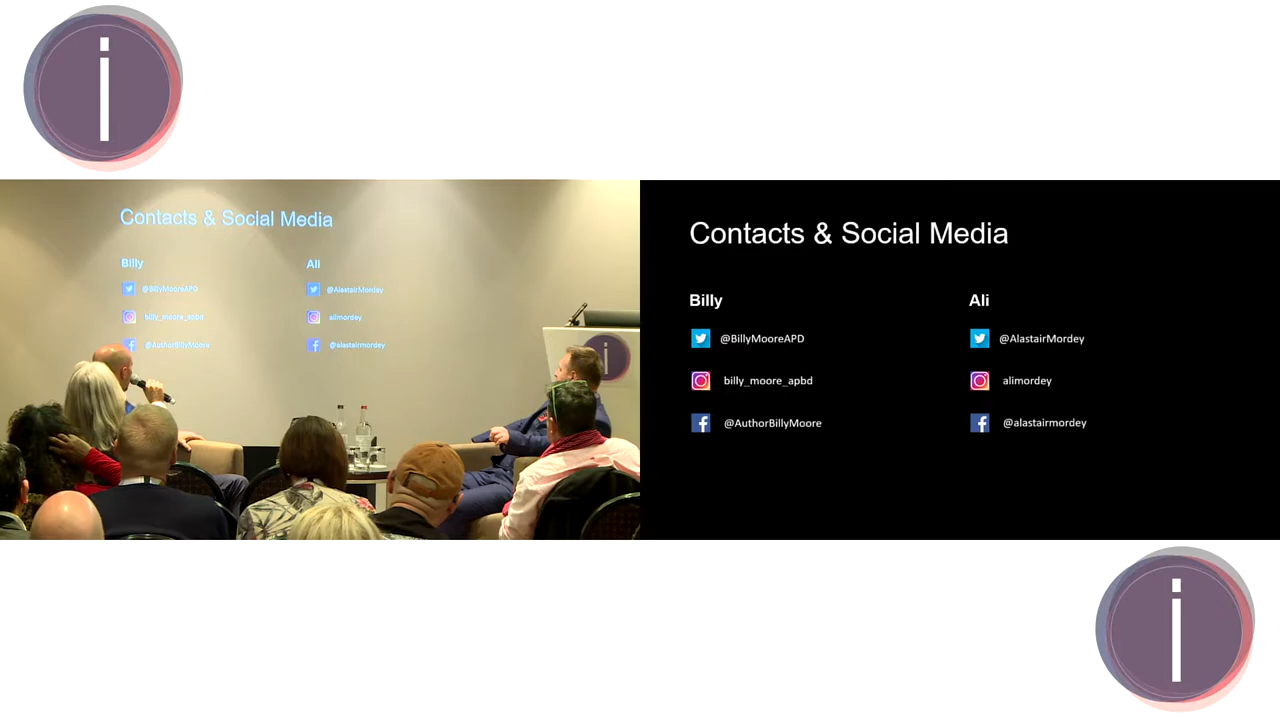 i
Contacts & Social Media
Billy
Ali
@BillyMooreAPD
@AlastairMordey
billy_moore_apbd
alimordey
@AuthorBillyMoore
@alastairmordey
i
Contacts & Social Media
Billy
Ali
@BillyMooreAPD
@AlastairMordey
billy_moore_apbd
alimordey
@AuthorBillyMoore
@alastairmordey
i